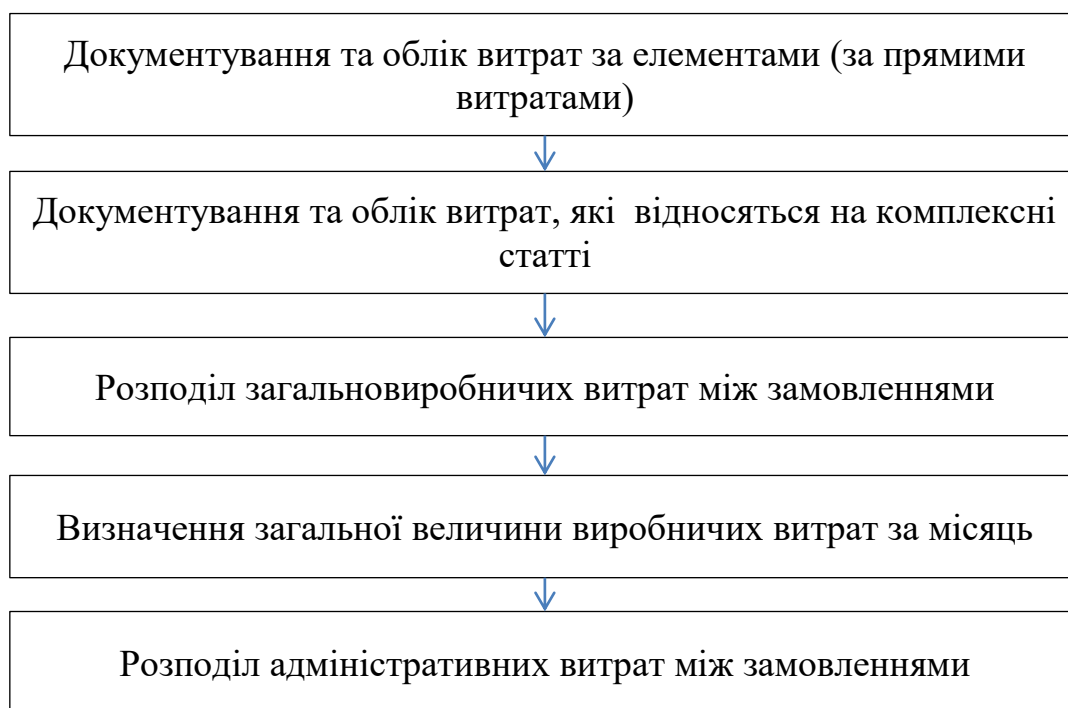 Документування та облік витрат за елементами (за прямими
витратами)
Документування та облік витрат, які відносяться на комплексні
статті
Розподіл загальновиробничих витрат між замовленнями
Визначення загальної величини виробничих витрат за місяць
Розподіл адміністративних витрат між замовленнями